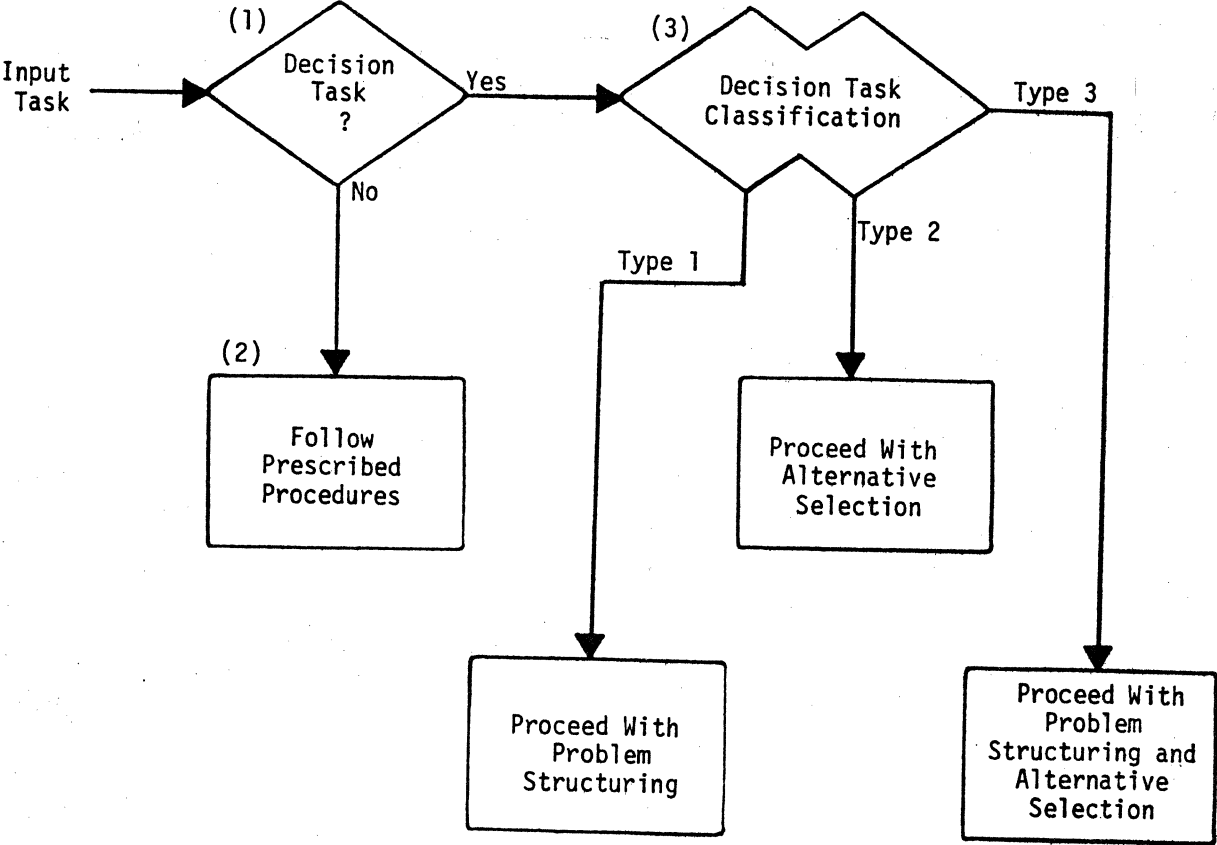 Input
Task
(1)
Decision
Task
?
Yes
No
(2)
Follow
Prescribed
Procedures
(3)
Decision Task
Classification
Type 1
Type 2
Type 3
Proceed With
Problem
Structuring
Proceed With
Alternative
Selection
Proceed With
Problem
Structuring and
Alternative
Selection